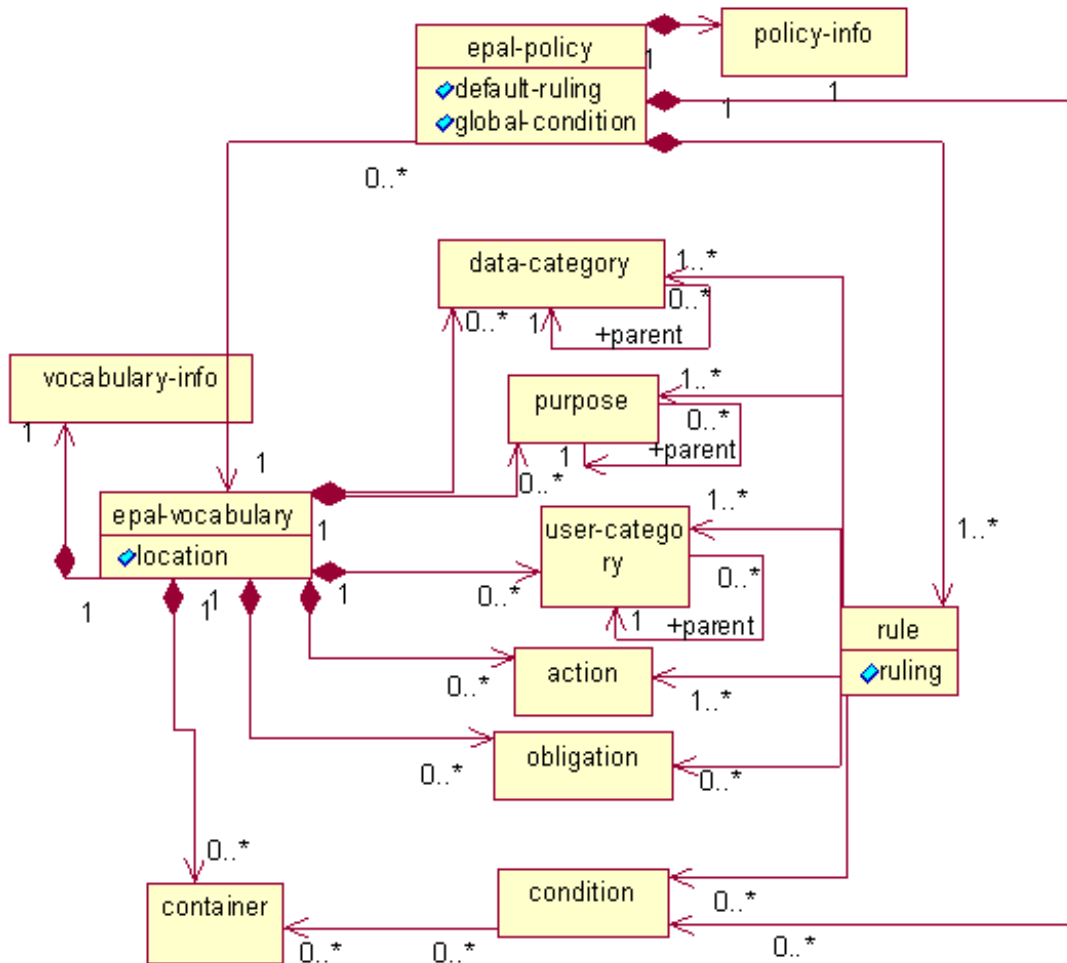 epal-policy
default-ruling
global-condition
policy-info
1
1
1
0..*
data-category
1..*
0..*
0..*
1
+parent
vocabulary-info
1
purpose
1..*
0..*
1
+parent
0..*
1
epal-vocabulary
location
1
1
1
1
1
user-catego
ry
1..*
0..*
0..*
1
+parent
1..*
rule
ruling
action
0..*
1..*
obligation
0..*
0..*
0..*
container
condition
0..*
0..*
0..*
0..*